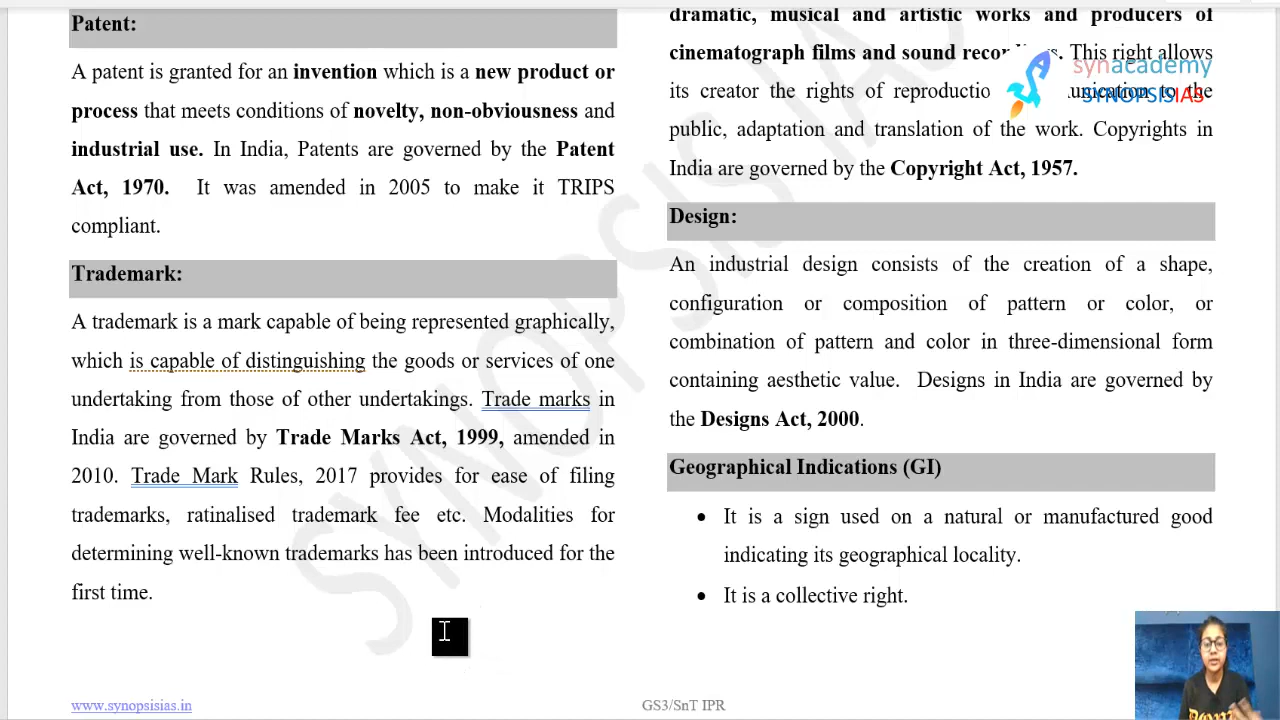 Patent:
A patent is granted for an invention which is a new product or
process that meets conditions of novelty, non-obviousness and
industrial use. In India, Patents are governed by the Patent
Act, 1970. It was amended in 2005 to make it TRIPS
compliant.
Trademark:
A trademark is a mark capable of being represented graphically,
which is capable of distinguishing the goods or services of one
undertaking from those of other undertakings. Trade marks in
India are governed by Trade Marks Act, 1999, amended in
2010. Trade Mark Rules, 2017 provides for ease of filing
trademarks, ratinalised trademark fee etc. Modalities for
determining well-known trademarks has been introduced for the
first time.
dramatic, musical and artistic works and producers of
cinematograph films and sound This right allows
its creator the rights of to the
public, adaptation and translation of the work. Copyrights in
India are governed by the Copyright Act, 1957.
Design:
An industrial design consists of the creation of a shape,
configuration or composition of pattern or color, or
combination of pattern and color in three-dimensional form
containing aesthetic value. Designs in India are governed by
the Designs Act, 2000.
Geographical Indications (GI)
• It is a sign used on a natural or manufactured good
indicating its geographical locality.
• It is a collective right.
synacademy
SYNOPSISIAS
SYNOPSIS IAS
www.synopsisias.in
GS3/SnT IPR